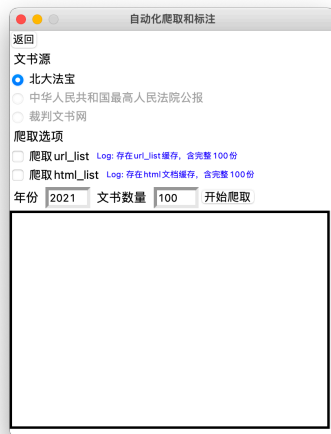 自动化爬取和标注
返回
文书源
北大法宝
中华人民共和国最高人民法院公报
裁判文书网
爬取选项
爬取url_list Log: 存在url_list缓存，含完整100份
爬取html_list Log: 存在html文档缓存，含完整100份
年份 2021 文书数量 100 开始爬取